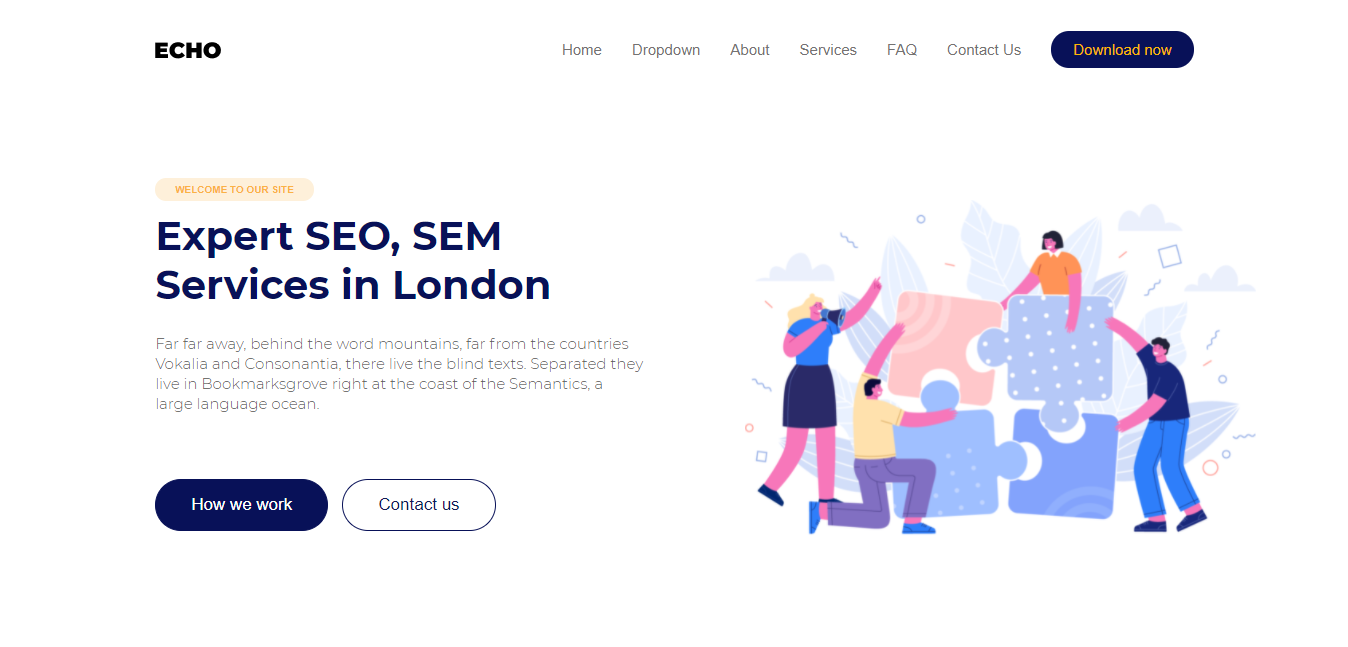 ECHO
Home Dropdown About Services FAQ Contact Us Download now
WELCOME TO OUR SITE
Expert SEO, SEM
Services in London
Far far away, behind the word mountains, far from the countries
Vokalia and Consonantia, there live the blind texts. Separated they
live in Bookmarksgrove right at the coast of the Semantics, a
large language ocean.
How we work Contact us